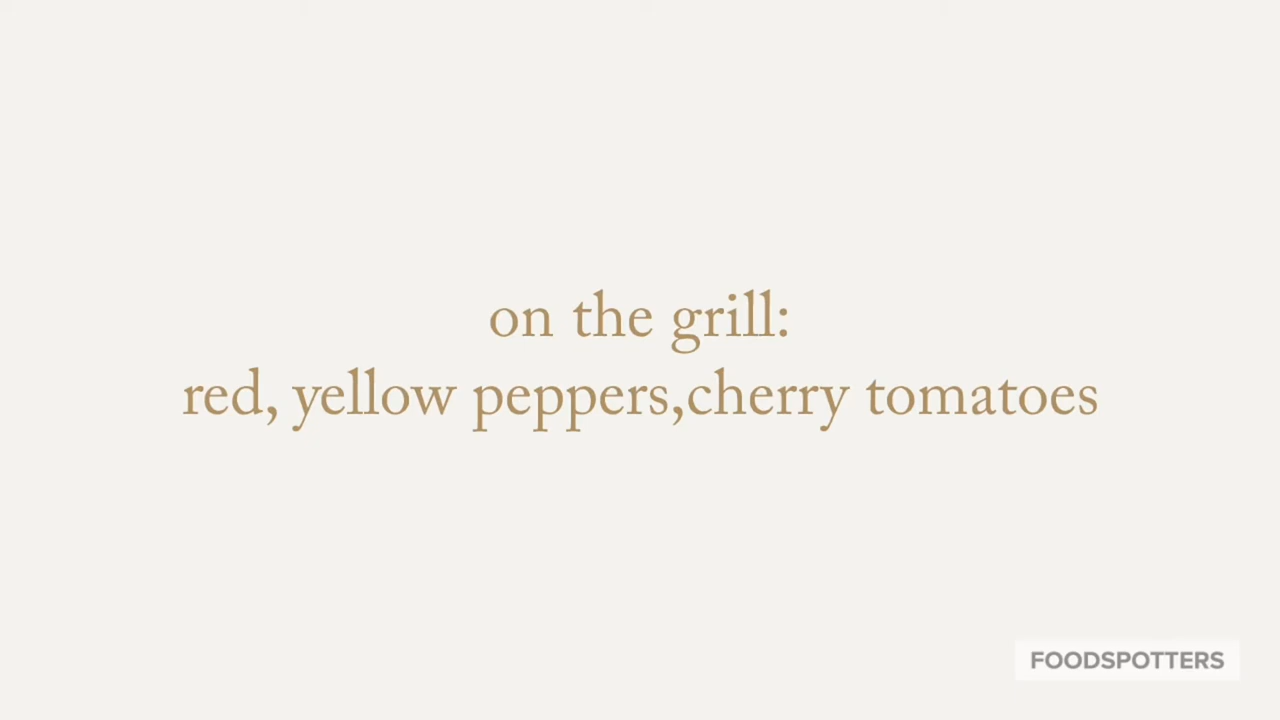 on the grill:
red, yellow peppers,cherry tomatoes
FOODSPOTTERS